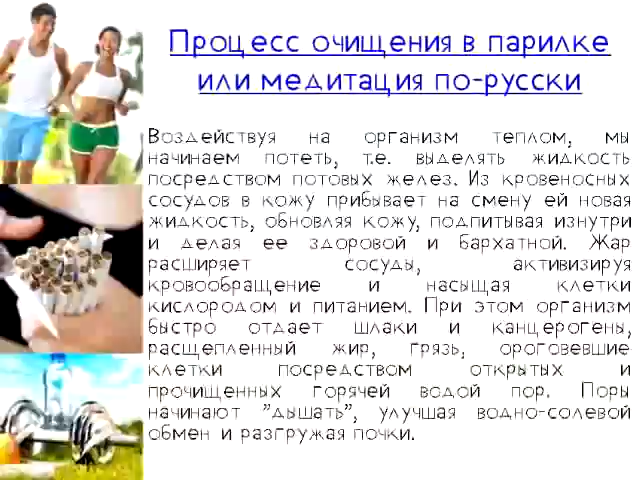 Процесс очищения в парилке
или медитация по-русски
Воздействуя на организм теплом, мы
начинаем потеть, т.е. выделять жидкость
посредством потовых желез. Из кровеносных
сосудов в кожу прибывает на смену ей новая
жидкость, обновляя кожу, подпитывая изнутри
и делая ее здоровой и бархатной. Жар
расширяет сосуды, активизируя
кровообращение и насыщая клетки
кислородом и питанием. При этом организм
быстро отдает шлаки и канцерогены,
расщепленный жир, грязь, ороговевшие
клетки посредством открытых и
прочищенных горячей водой пор. Поры
начинают "дышать", улучшая водно-солевой
обмен и разгружая почки.